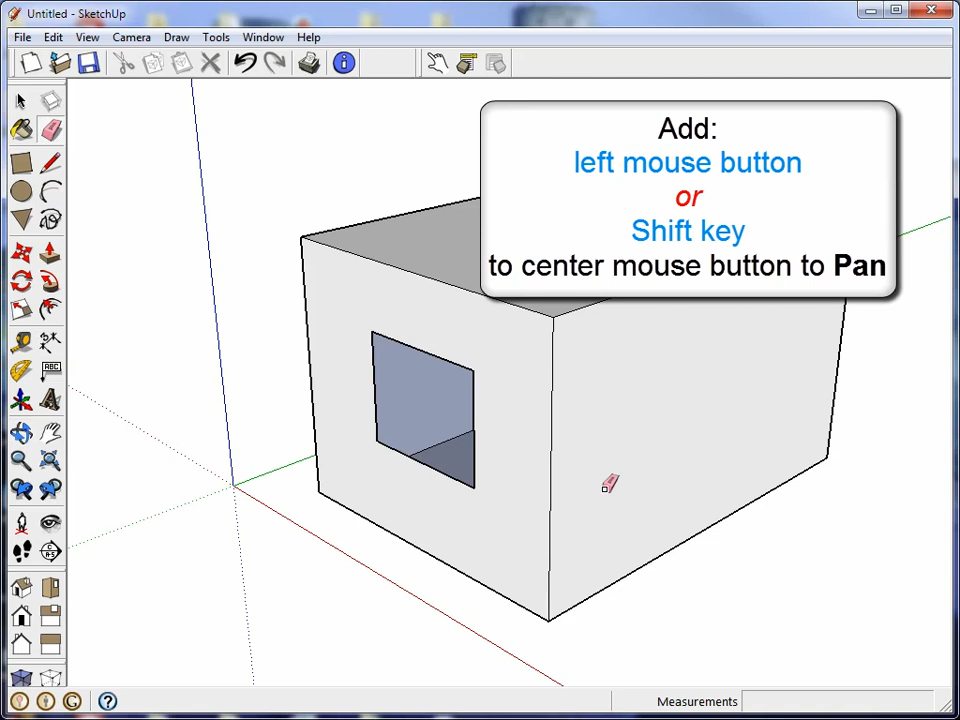 Untitled - SketchUp
File Edit View Camera Draw Tools Window Help
Add:
left mouse button
or
Shift key
to center mouse button to Pan
ABC
Measurements